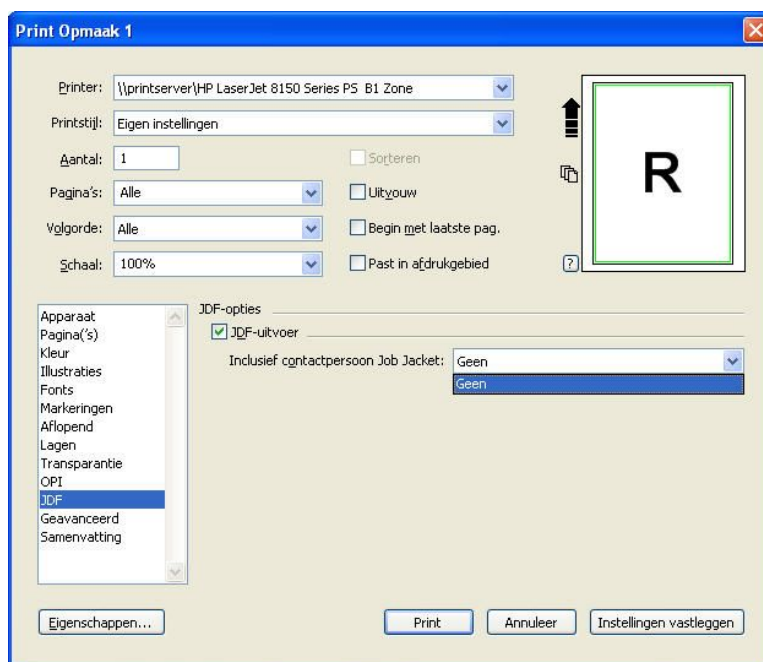 Print Opmaak 1
Printer: \\printserver\HP LaserJet 8150 Series PS B1 Zone
Printstijl: Eigen instellingen
Aantal: 1 Sorteren
Pagina's: Alle Uitvouw
Volgorde: Alle Begin met laatste pag.
Schaal: 100% Past in afdrukgebied ?
R
Apparaat
Pagina('s)
Kleur
Illustraties
Fonts
Markeringen
Aflopend
Lagen
Transparantie
OPI
JDF
Geavanceerd
Samenvatting
JDF-opties
JDF-uitvoer
Inclusief contactpersoon Job Jacket: Geen
Geen
Eigenschappen... Print Annuleer Instellingen vastleggen